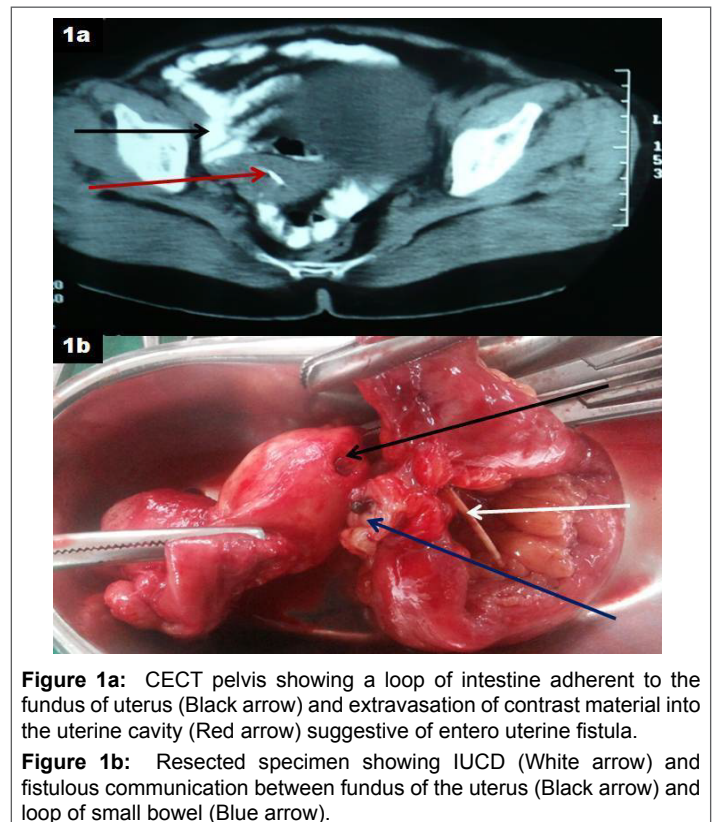 1a
L
1
5
3
20
50
1b
Figure 1a: CECT pelvis showing a loop of intestine adherent to the
fundus of uterus (Black arrow) and extravasation of contrast material into
the uterine cavity (Red arrow) suggestive of entero uterine fistula.
Figure 1b: Resected specimen showing IUCD (White arrow) and
fistulous communication between fundus of the uterus (Black arrow) and
loop of small bowel (Blue arrow).